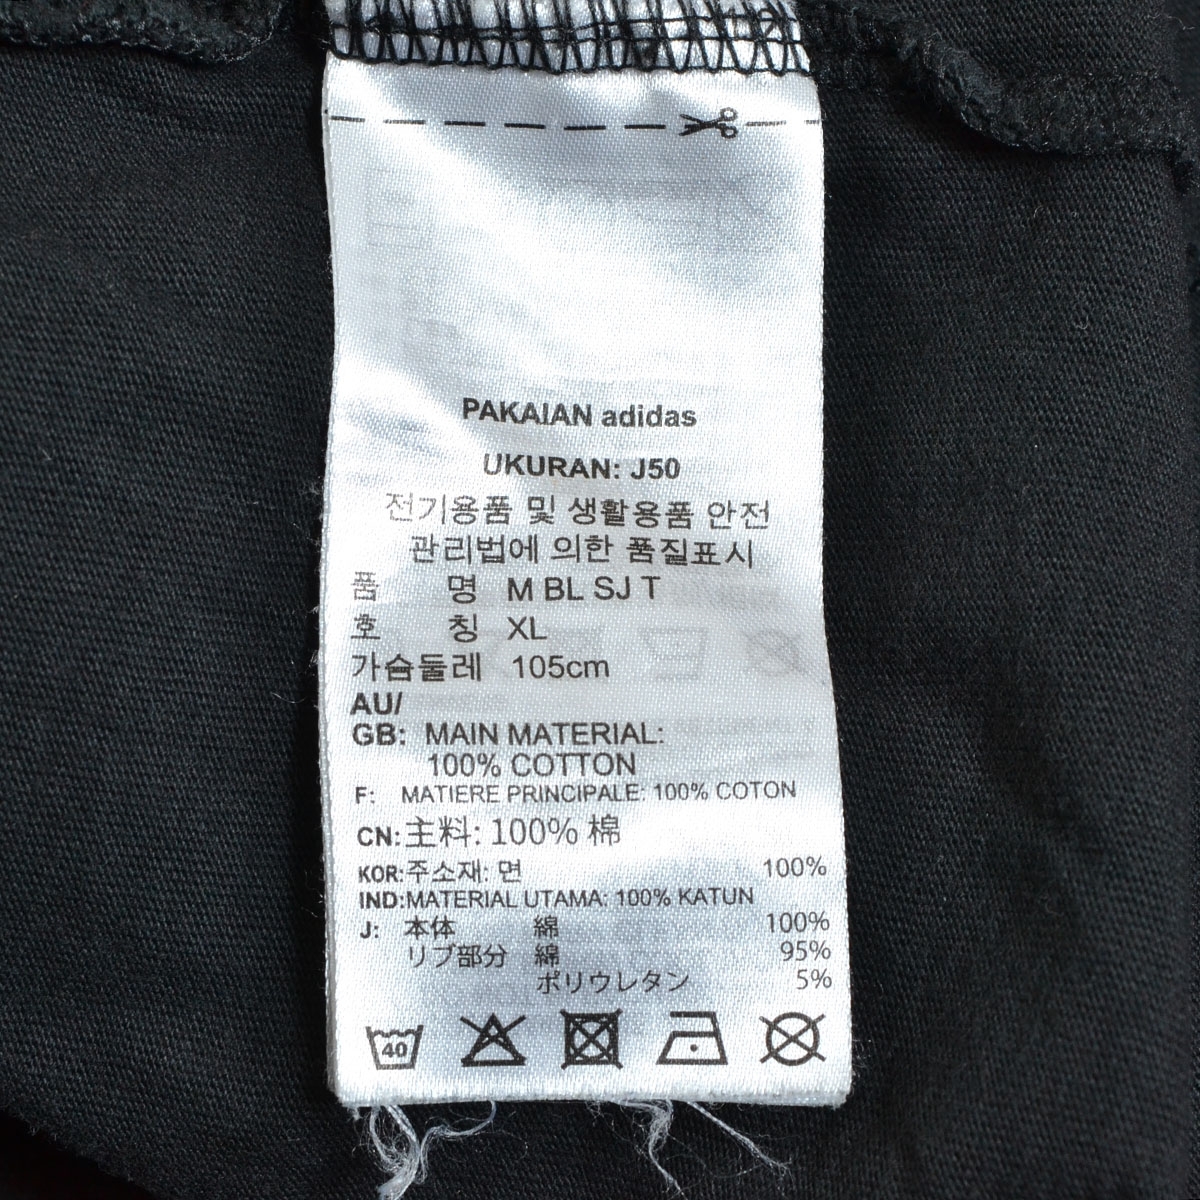 PAKAIAN adidas
UKURAN: J50
전기용품 및 생활용품 안전
관리법에 의한 품질표시
품 명 M BL SJ T
호 칭 XL
가슴둘레 105cm
AU/
GB: MAIN MATERIAL:
100% COTTON
F: MATIERE PRINCIPALE: 100% COTON
CN:主料: 100% 棉
KOR:주소재: 면 100%
IND:MATERIAL UTAMA: 100% KATUN
J: 本体 綿 100%
リブ部分 綿 95%
ポリウレタン 5%
40